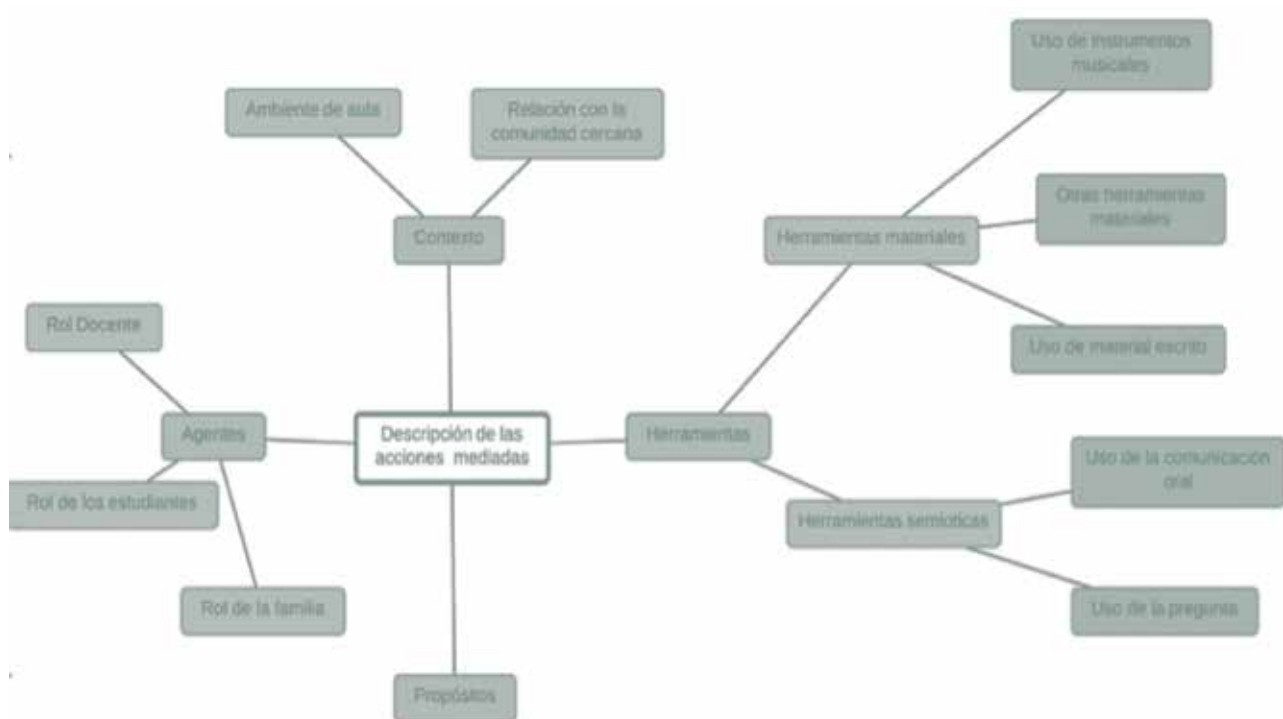 Uso de instrumentos
musicales
Ambiente de aula
Relación con la
comunidad cercana
Otras herramientas
materiales
Contexto
Herramientas materiales
Rol Docente
Uso de material escrito
Agentes
Descripción de las
acciones mediadas
Herramientas
Uso de la comunicación
oral
Rol de los estudiantes
Herramientas semioticas
Rol de la familia
Uso de la pregunta
Propósitos